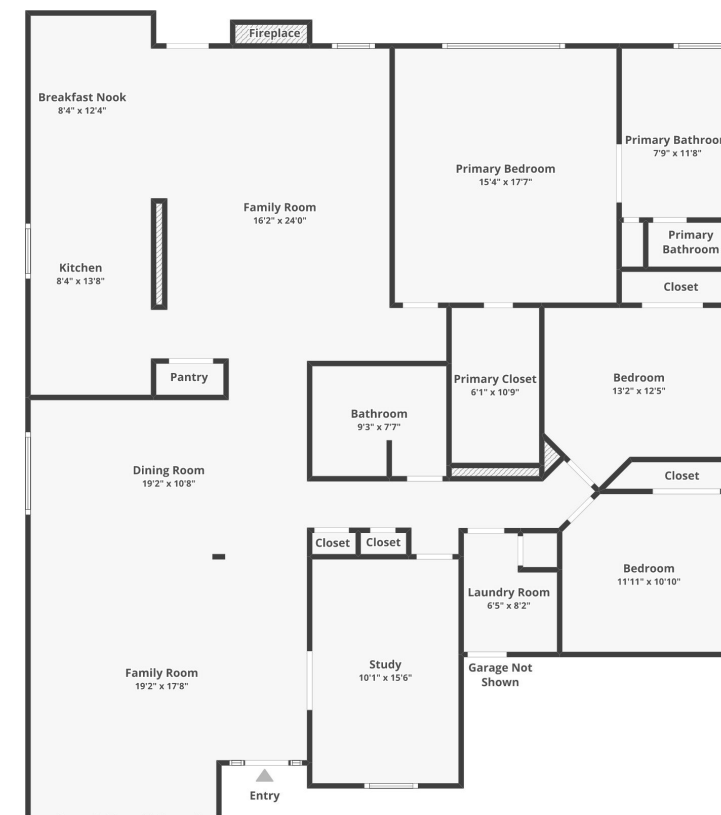 Fireplace
Breakfast Nook
8'4" x 12'4"
Primary Bedroom
15'4" x 17'7"
Primary Bathroo
7'9" x 11'8"
Family Room
16'2" x 24'0"
Primary
Bathroom
Kitchen
8'4" x 13'8"
Closet
Pantry
Primary Closet
6'1" x 10'9"
Bedroom
13'2" x 12'5"
Bathroom
9'3" x 7'7"
Dining Room
19'2" x 10'8"
Closet
Closet
Closet
Bedroom
11'11" x 10'10"
Laundry Room
6'5" x 8'2"
Family Room
19'2" x 17'8"
Study
10'1" x 15'6"
Garage Not
Shown
Entry